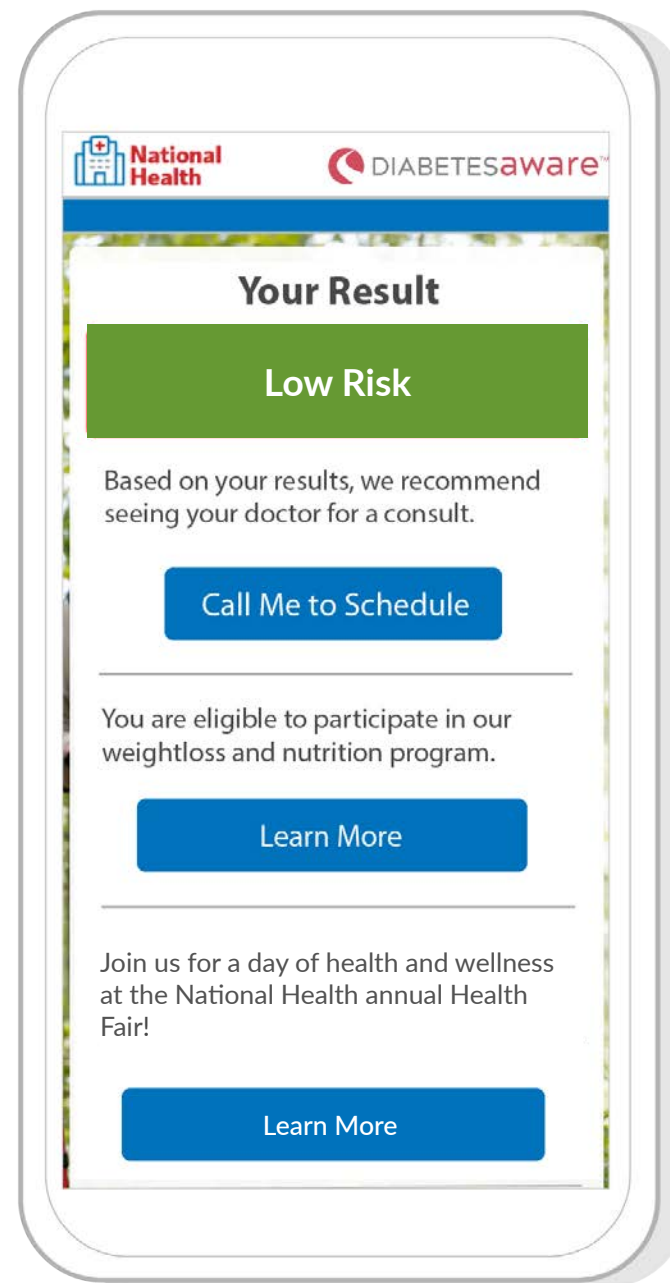 National
Health
DIABETESaware™
Your Result
Low Risk
Based on your results, we recommend
seeing your doctor for a consult.
Call Me to Schedule
You are eligible to participate in our
weightloss and nutrition program.
Learn More
Join us for a day of health and wellness
at the National Health annual Health
Fair!
Learn More